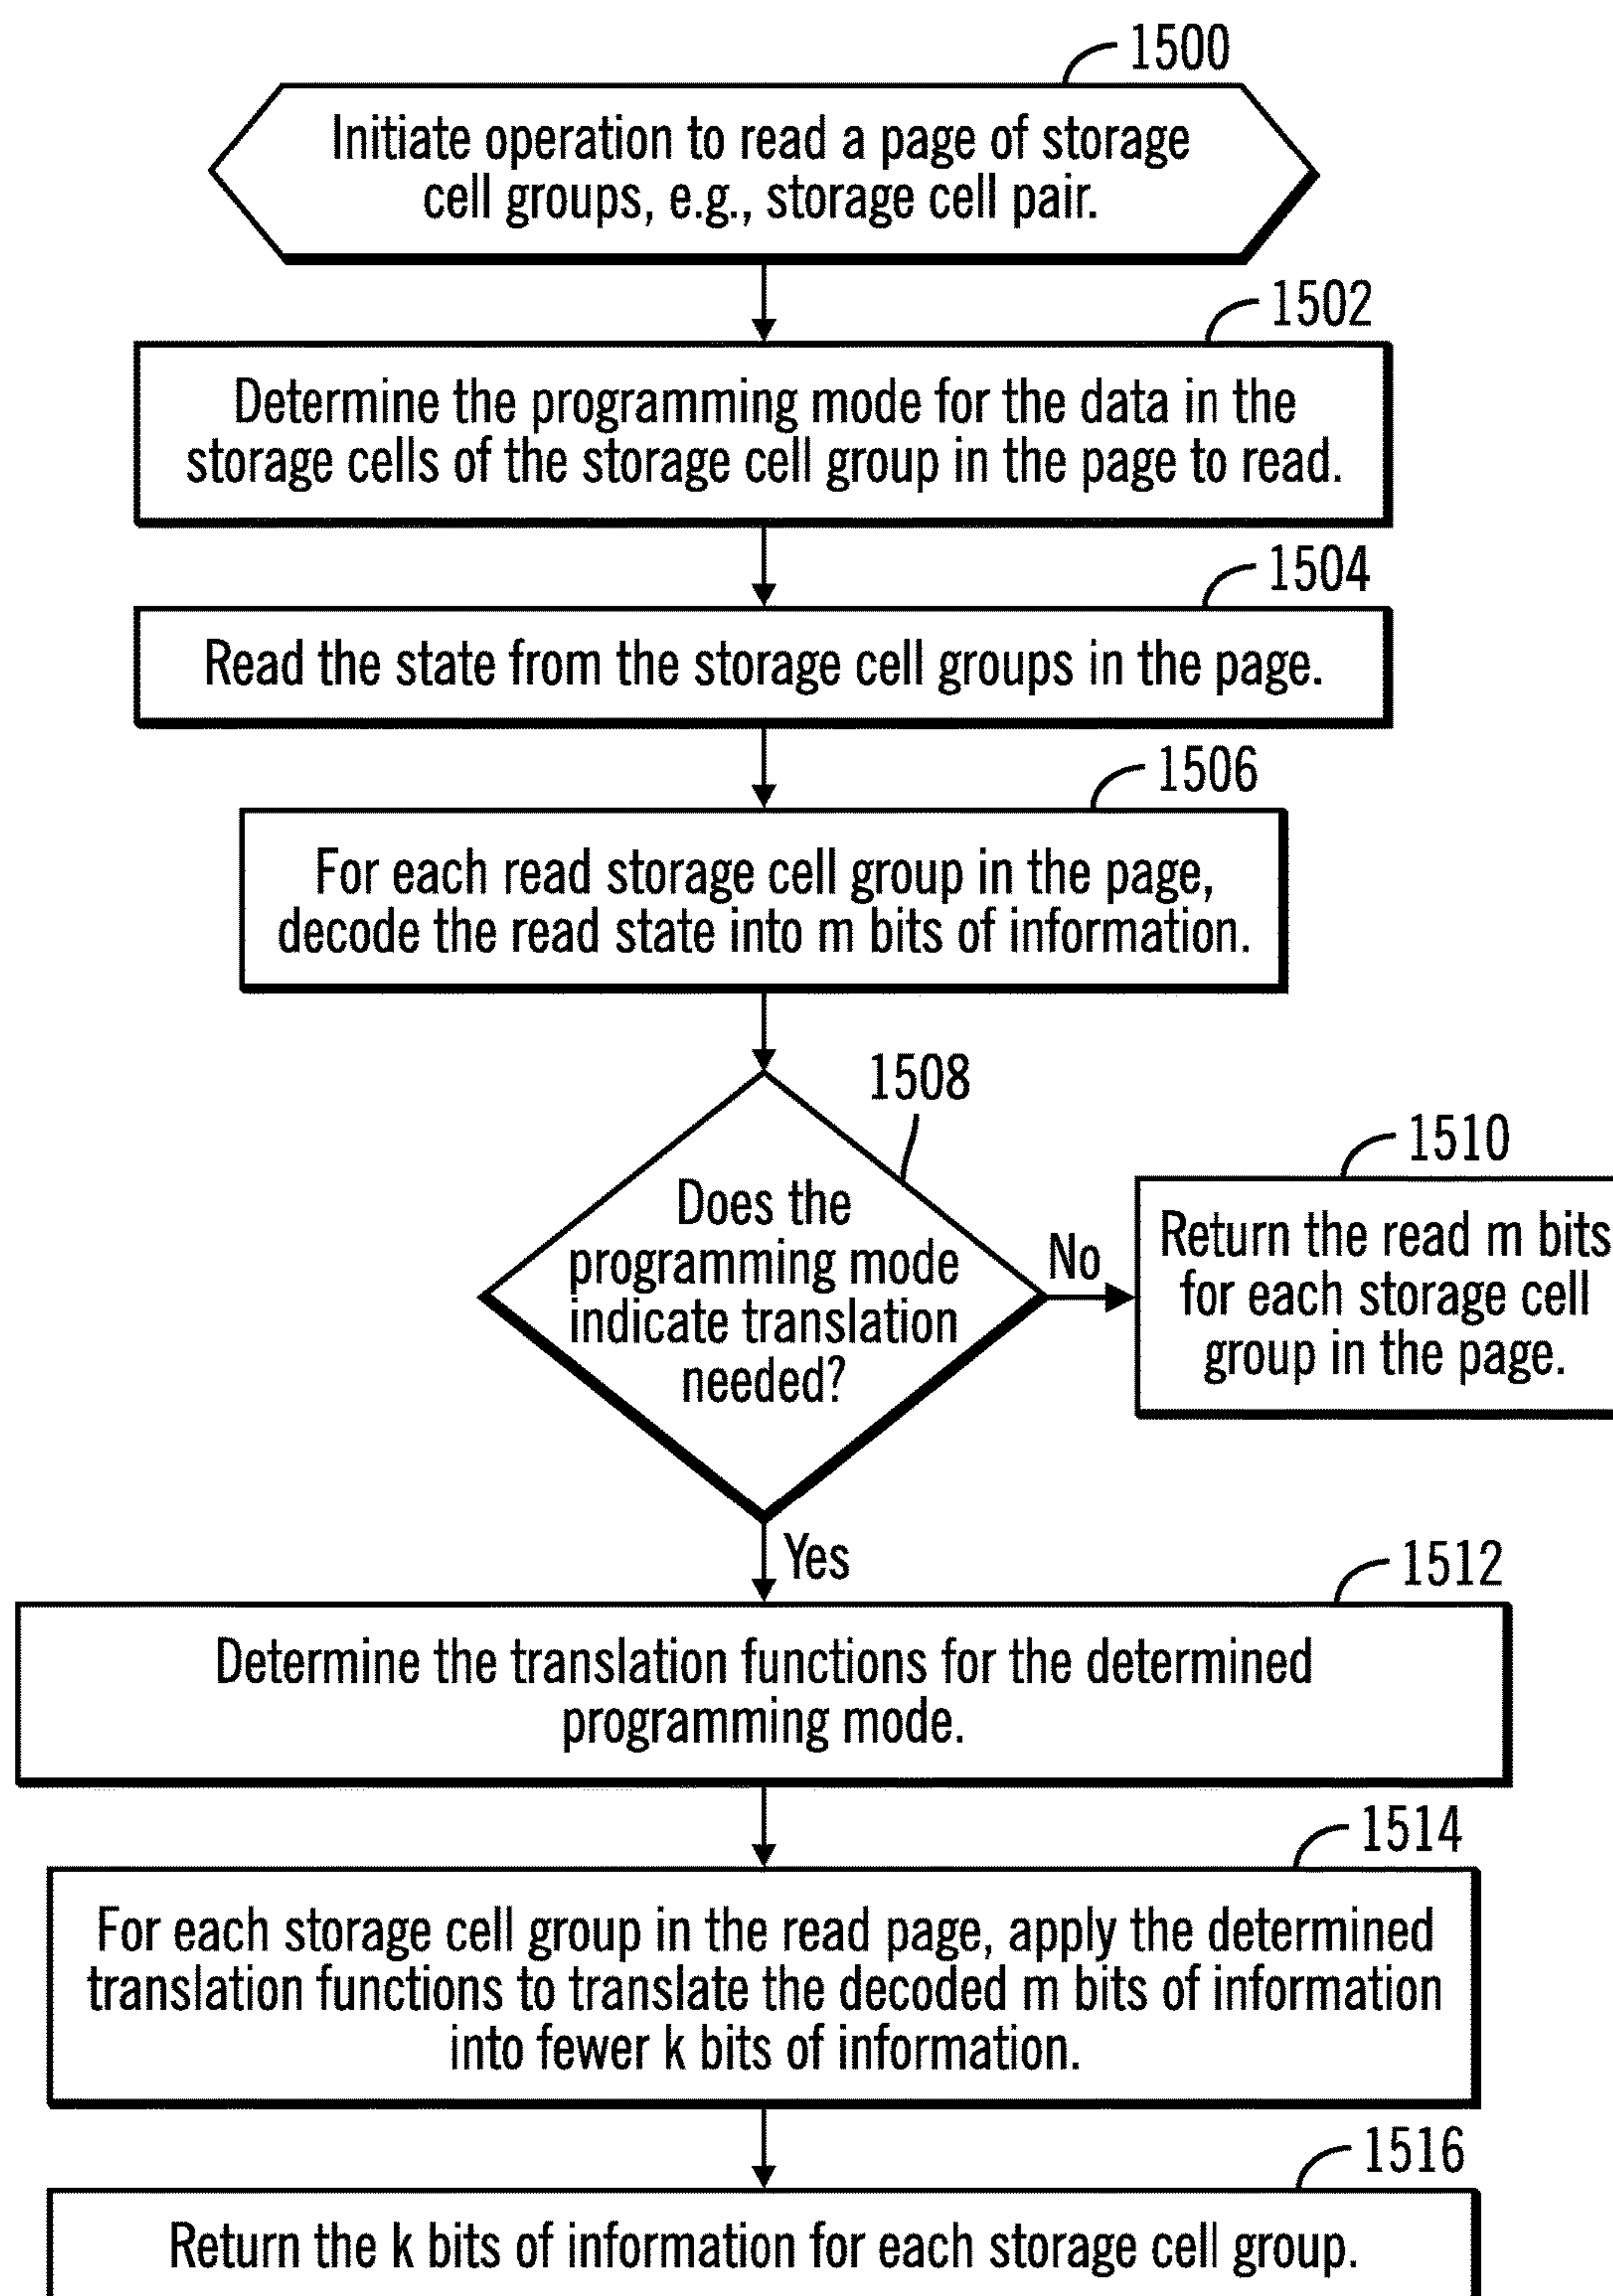 1500
Initiate operation to read a page of storage
cell groups, e.g., storage cell pair.
1502
Determine the programming mode for the data in the
storage cells of the storage cell group in the page to read.
1504
Read the state from the storage cell groups in the page.
1506
For each read storage cell group in the page,
decode the read state into m bits of information.
1508
Does the
programming mode
indicate translation
needed?
No
1510
Return the read m bits
for each storage cell
group in the page.
Yes
1512
Determine the translation functions for the determined
programming mode.
1514
For each storage cell group in the read page, apply the determined
translation functions to translate the decoded m bits of information
into fewer k bits of information.
1516
Return the k bits of information for each storage cell group.